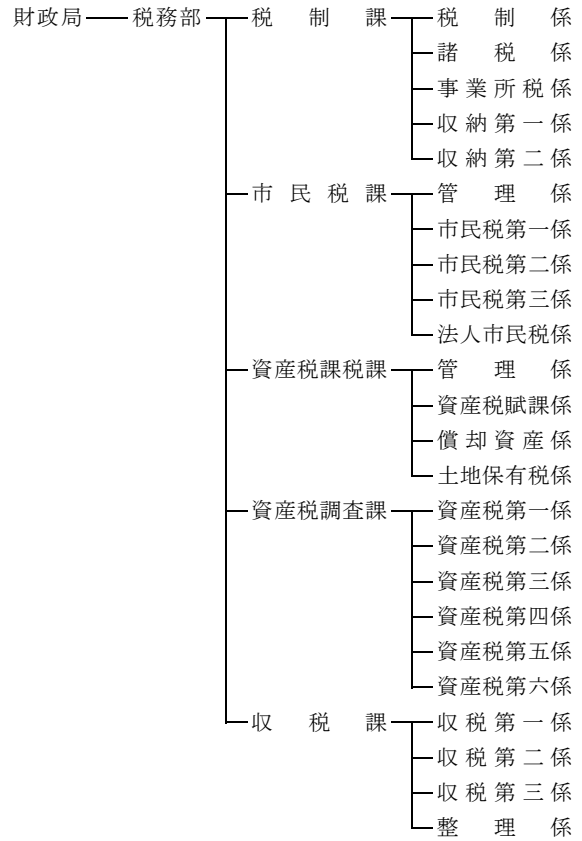 財政局 税務部 税制課 税制係
諸税係
事業所税係
収納第一係
収納第二係
市民税課 管理係
市民税第一係
市民税第二係
市民税第三係
法人市民税係
資産税課税課 管理係
資産税賦課係
償却資産係
土地保有税係
資産税調査課 資産税第一係
資産税第二係
資産税第三係
資産税第四係
資産税第五係
資産税第六係
収税課 収税第一係
収税第二係
収税第三係
整理係